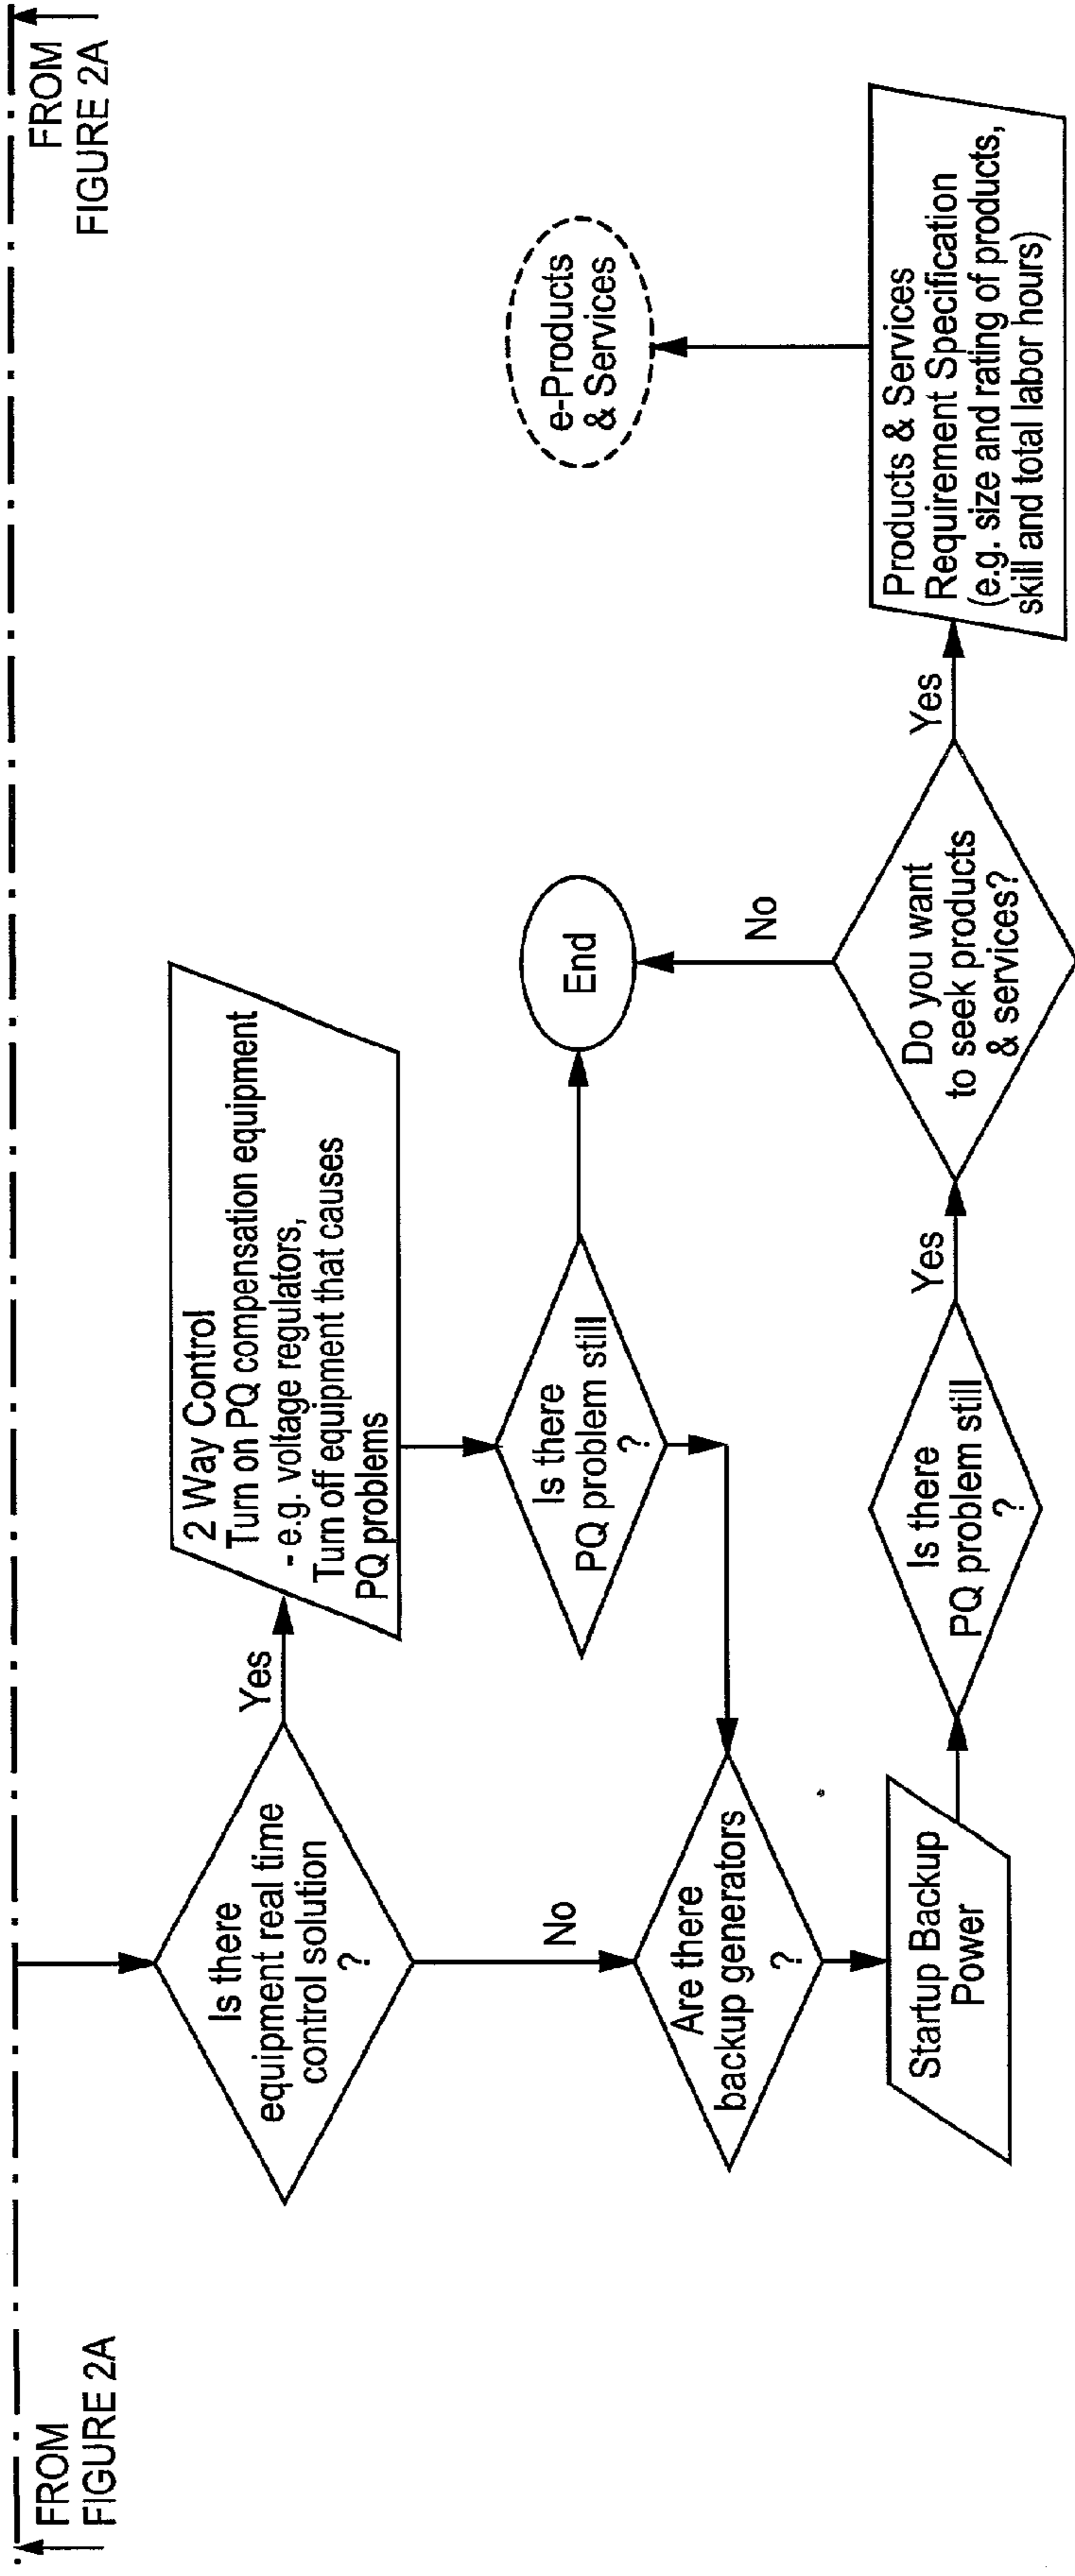 FROM
FIGURE 2A
FROM
FIGURE 2A
Is there
equipment real time
control solution
?
Yes
2 Way Control
Turn on PQ compensation equipment
- e.g. voltage regulators,
Turn off equipment that causes
PQ problems
No
Is there
PQ problem still
?
End
e-Products
& Services
Are there
backup generators
?
Startup Backup
Power
Is there
PQ problem still
?
Yes
Do you want
to seek products
& services?
No
Yes
Products & Services
Requirement Specification
(e.g. size and rating of products,
skill and total labor hours)